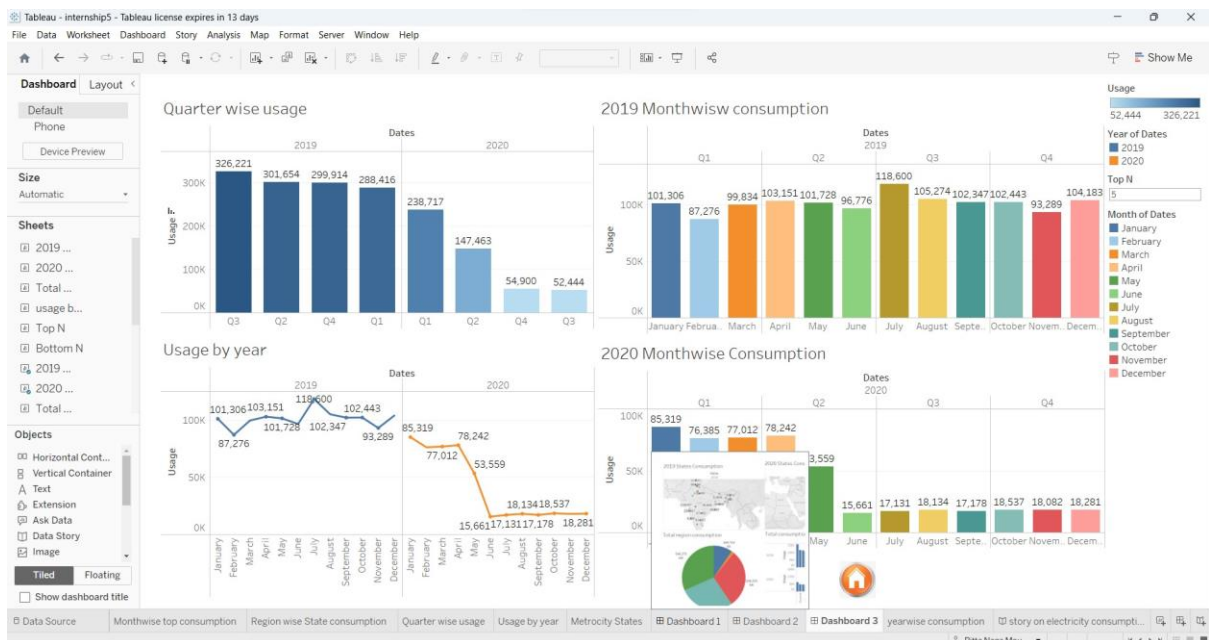 Tableau - internship5 - Tableau license expires in 13 days
File Data Worksheet Dashboard Story Analysis Map Format Server Window Help
Show Me
Dashboard Layout
Default
Phone
Device Preview
Size
Automatic
Sheets
2019 ...
2020 ...
Total ...
usage b...
Top N
Bottom N
2019 ...
2020 ...
Total ...
Objects
Horizontal Cont...
Vertical Container
Text
Extension
Ask Data
Data Story
Image
Tiled Floating
Show dashboard title
Quarter wise usage
Dates
2019 2020
326,221 301,654 299,914 288,416 238,717 147,463 54,900 52,444
Usage
300K
200K
100K
0K
Q3 Q2 Q4 Q1 Q1 Q2 Q4 Q3
2019 Monthwisw consumption
Dates
2019
Q1 Q2 Q3 Q4
101,306 87,276 99,834 103,151 101,728 96,776 118,600 105,274 102,347 102,443 93,289 104,183
Usage
100K
50K
0K
January Februa.. March April May June July August Septe.. October Novem.. Decem..
Usage by year
Dates
2019 2020
101,306 87,276 103,151 101,728 118,600 102,347 102,443 93,289 85,319 77,012 78,242 53,559 15,661 17,131 18,134 17,178 18,537 18,281
Usage
100K
50K
0K
January February March April May June July August September October November December January February March April May June July August September October November December
2020 Monthwise Consumption
Dates
2020
Q1 Q2 Q3 Q4
85,319 76,385 77,012 78,242 3,559 15,661 17,131 18,134 17,178 18,537 18,082 18,281
Usage
100K
50K
0K
May June July August Septe.. October Novem.. Decem..
2019 States Consumption
2020 States Cons
Total region consumption
Total consumption
Usage
52,444 326,221
Year of Dates
2019
2020
Top N
5
Month of Dates
January
February
March
April
May
June
July
August
September
October
November
December
Data Source Monthwise top consumption Region wise State consumption Quarter wise usage Usage by year Metrocity States Dashboard 1 Dashboard 2 Dashboard 3 yearwise consumption story on electricity consumpti...